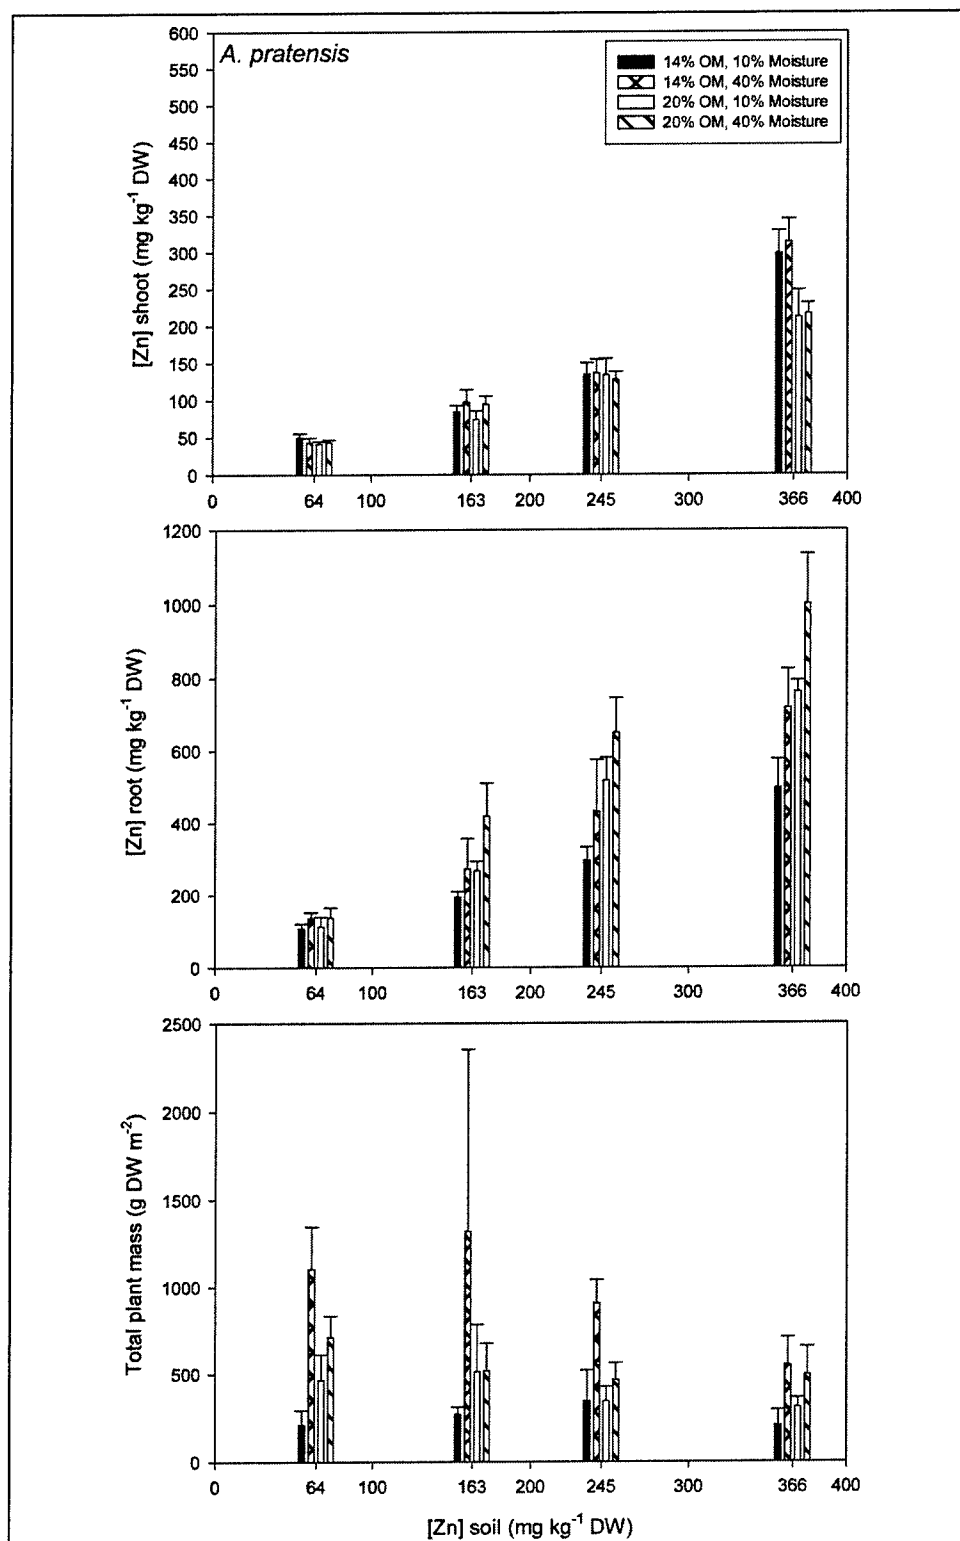 A. pratensis
14% OM, 10% Moisture
14% OM, 40% Moisture
20% OM, 10% Moisture
20% OM, 40% Moisture
[Zn] shoot (mg kg⁻¹ DW)
600
550
500
450
400
350
300
250
200
150
100
50
0
0 64 100 163 200 245 300 366 400
[Zn] root (mg kg⁻¹ DW)
1200
1000
800
600
400
200
0
0 64 100 163 200 245 300 366 400
Total plant mass (g DW m⁻²)
2500
2000
1500
1000
500
0
0 64 100 163 200 245 300 366 400
[Zn] soil (mg kg⁻¹ DW)